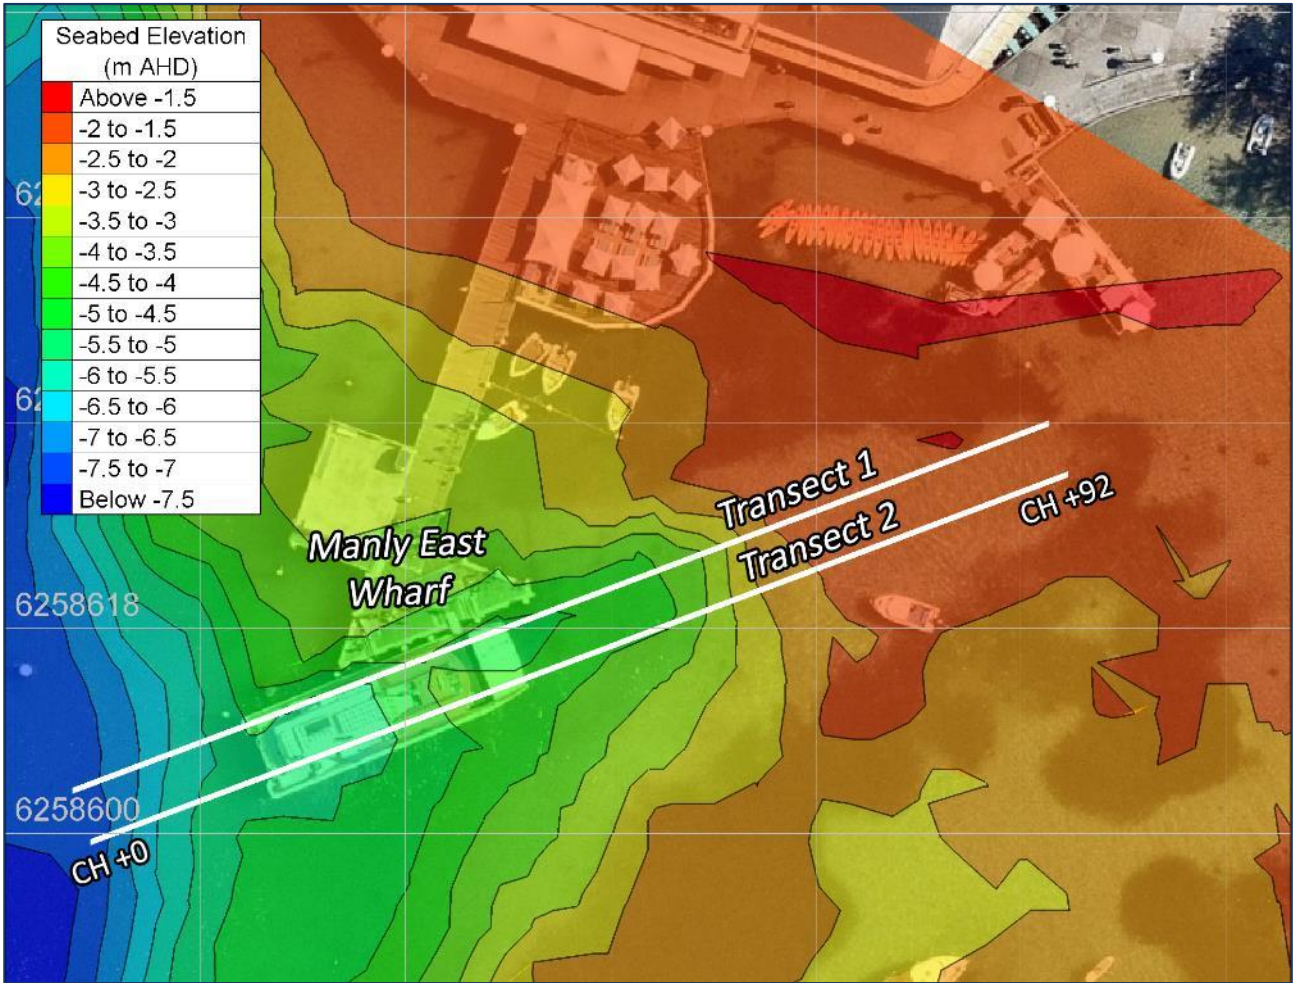 Seabed Elevation
(m AHD)
Above -1.5
-2 to -1.5
-2.5 to -2
-3 to -2.5
-3.5 to -3
-4 to -3.5
-4.5 to -4
-5 to -4.5
-5.5 to -5
-6 to -5.5
-6.5 to -6
-7 to -6.5
-7.5 to -7
Below -7.5
62
62
Transect 1
Transect 2
CH +92
Manly East
Wharf
6258618
6258600
CH +0